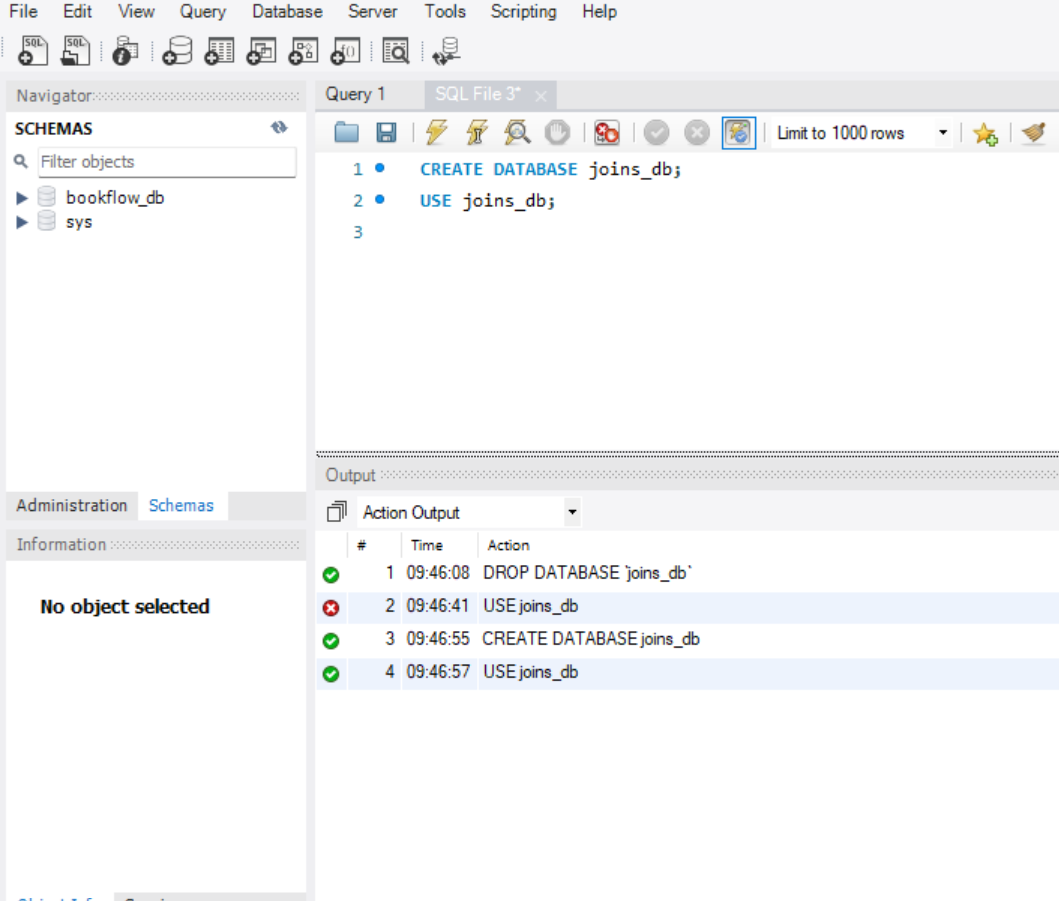 File Edit View Query Database Server Tools Scripting Help
SQL SQL
Navigator
SCHEMAS
Filter objects
bookflow_db
sys
Administration Schemas
Information
No object selected
Query 1 SQL File 3*
Limit to 1000 rows
1 CREATE DATABASE joins_db;
2 USE joins_db;
3
Output
Action Output
# Time Action
1 09:46:08 DROP DATABASE `joins_db`
2 09:46:41 USE joins_db
3 09:46:55 CREATE DATABASE joins_db
4 09:46:57 USE joins_db